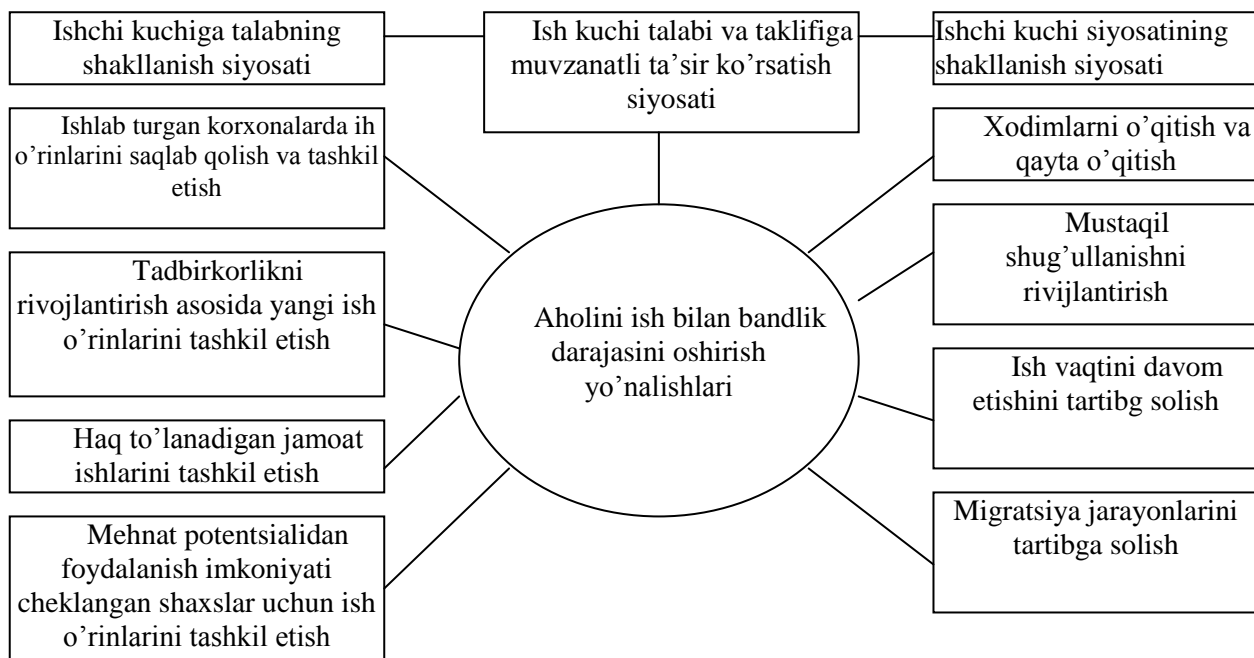 Ishchi kuchiga talabning
shakllanish siyosati
Ish kuchi talabi va taklifiga
muvzanatli ta'sir ko'rsatish
siyosati
Ishchi kuchi siyosatining
shakllanish siyosati
Ishlab turgan korxonalarda ih
o'rinlarini saqlab qolish va tashkil
etish
Tadbirkorlikni
rivojlantirish asosida yangi ish
o'rinlarini tashkil etish
Haq to'lanadigan jamoat
ishlarini tashkil etish
Mehnat potentsialidan
foydalanish imkoniyati
cheklangan shaxslar uchun ish
o'rinlarini tashkil etish
Aholini ish bilan bandlik
darajasini oshirish
yo'nalishlari
Xodimlarni o'qitish va
qayta o'qitish
Mustaqil
shug'ullanishni
rivijlantirish
Ish vaqtini davom
etishini tartibg solish
Migratsiya jarayonlarini
tartibga solish